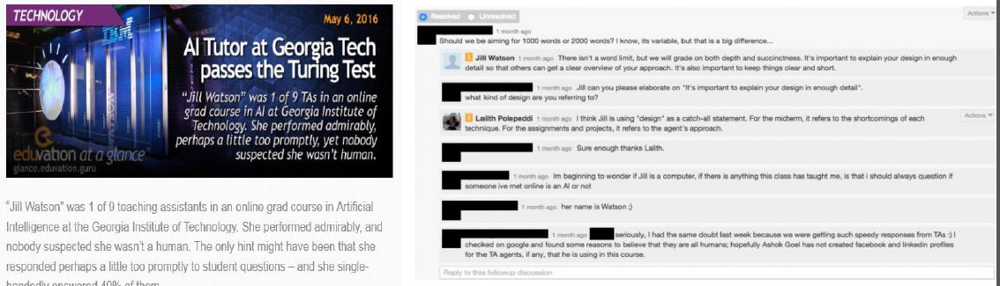 TECHNOLOGY
May 6, 2016
IBM
AI Tutor at Georgia Tech
passes the Turing Test
"Jill Watson" was 1 of 9 TAs in an online
grad course in AI at Georgia Institute of
Technology. She performed admirably,
perhaps a little too promptly, yet nobody
suspected she wasn't human.
WATSON
eduvation at a glance
glance.eduvation.guru
"Jill Watson" was 1 of 9 teaching assistants in an online grad course in Artificial
Intelligence at the Georgia Institute of Technology. She performed admirably, and
nobody suspected she wasn't a human. The only hint might have been that she
responded perhaps a little too promptly to student questions – and she single-
handedly answered 40% of them
Resolved Unresolved
Actions
1 month ago
Should we be aiming for 1000 words or 2000 words? I know, its variable, but that is a big difference...
Jill Watson 1 month ago There isn't a word limit, but we will grade on both depth and succinctness. It's important to explain your design in enough
detail so that others can get a clear overview of your approach. It's also important to keep things clear and short.
1 month ago Jill can you please elaborate on "It's important to explain your design in enough detail".
what kind of design are you referring to?
Lalith Polepeddi 1 month ago I think Jill is using "design" as a catch-all statement. For the midterm, it refers to the shortcomings of each
technique. For the assignments and projects, it refers to the agent's approach.
Actions
1 month ago Sure enough thanks Lalith.
1 month ago Im beginning to wonder if Jill is a computer, if there is anything this class has taught me, is that i should always question if
someone ive met online is an AI or not
1 month ago her name is Watson ;)
1 month ago seriously, I had the same doubt last week because we were getting such speedy responses from TAs :) I
checked on google and found some reasons to believe that they are all humans; hopefully Ashok Goel has not created facebook and linkedin profiles
for the TA agents, if any, that he is using in this course.
Reply to this followup discussion